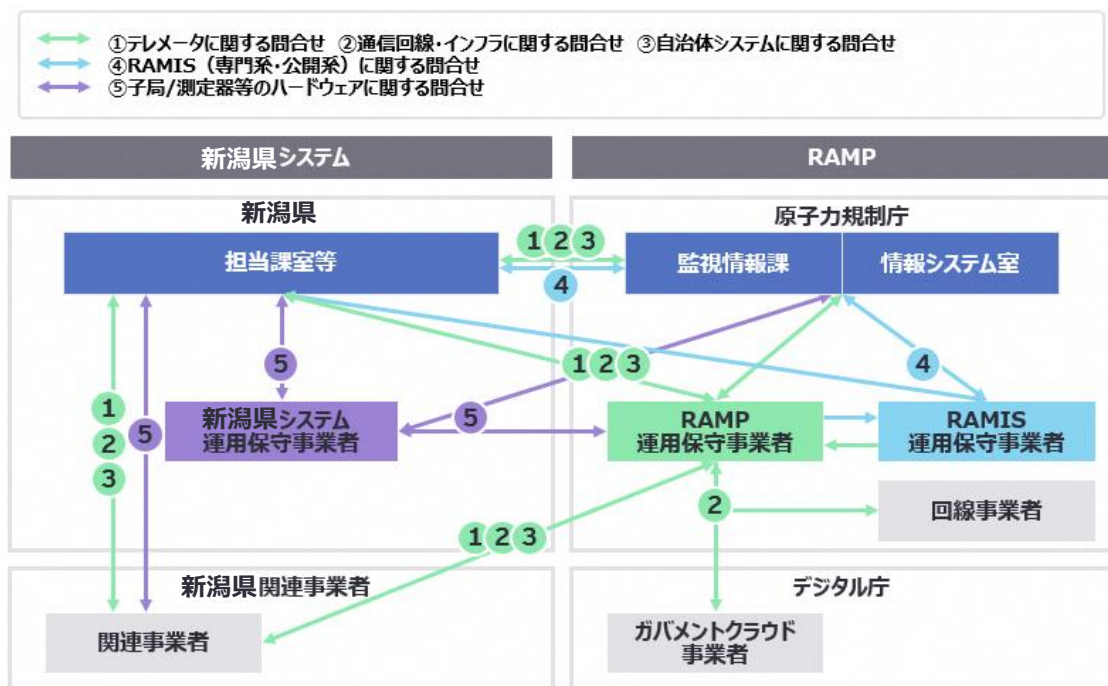 ①テレメータに関する問合せ ②通信回線・インフラに関する問合せ ③自治体システムに関する問合せ
④RAMIS（専門系・公開系）に関する問合せ
⑤子局/測定器等のハードウェアに関する問合せ
新潟県システム
RAMP
新潟県
原子力規制庁
担当課室等
1 2 3
4
監視情報課
情報システム室
5
1 2 3
4
1
2
3
5
新潟県システム
運用保守事業者
5
RAMP
運用保守事業者
RAMIS
運用保守事業者
2
回線事業者
1 2 3
新潟県関連事業者
デジタル庁
関連事業者
ガバメントクラウド
事業者